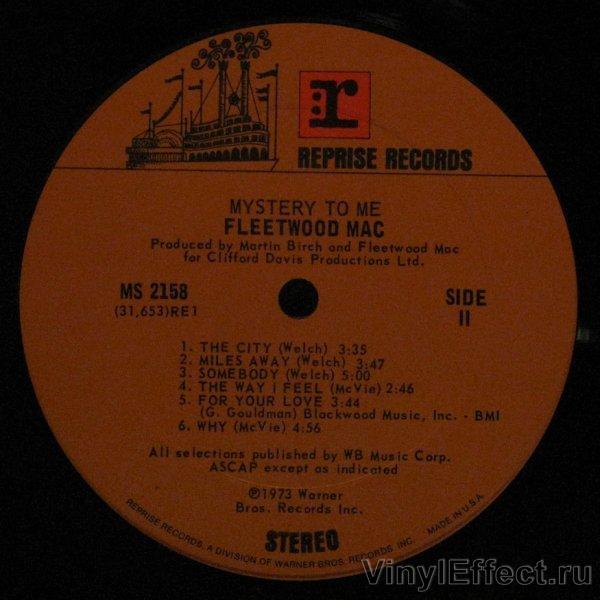 r
REPRISE RECORDS
MYSTERY TO ME
FLEETWOOD MAC
Produced by Martin Birch and Fleetwood Mac
for Clifford Davis Productions Ltd.
MS 2158
(31,653)RE1
SIDE
II
1. THE CITY (Welch) 3:35
2. MILES AWAY (Welch) 3:47
3. SOMEBODY (Welch) 5:00
4. THE WAY I FEEL (McVie) 2:46
5. FOR YOUR LOVE 3:44
(G. Gouldman) Blackwood Music, Inc. - BMI
6. WHY (McVie) 4:56
All selections published by WB Music Corp.
ASCAP except as indicated
℗1973 Warner
Bros. Records Inc.
STEREO
REPRISE RECORDS, A DIVISION OF WARNER BROS. RECORDS, INC. MADE IN U.S.A.
VinylEffect.ru